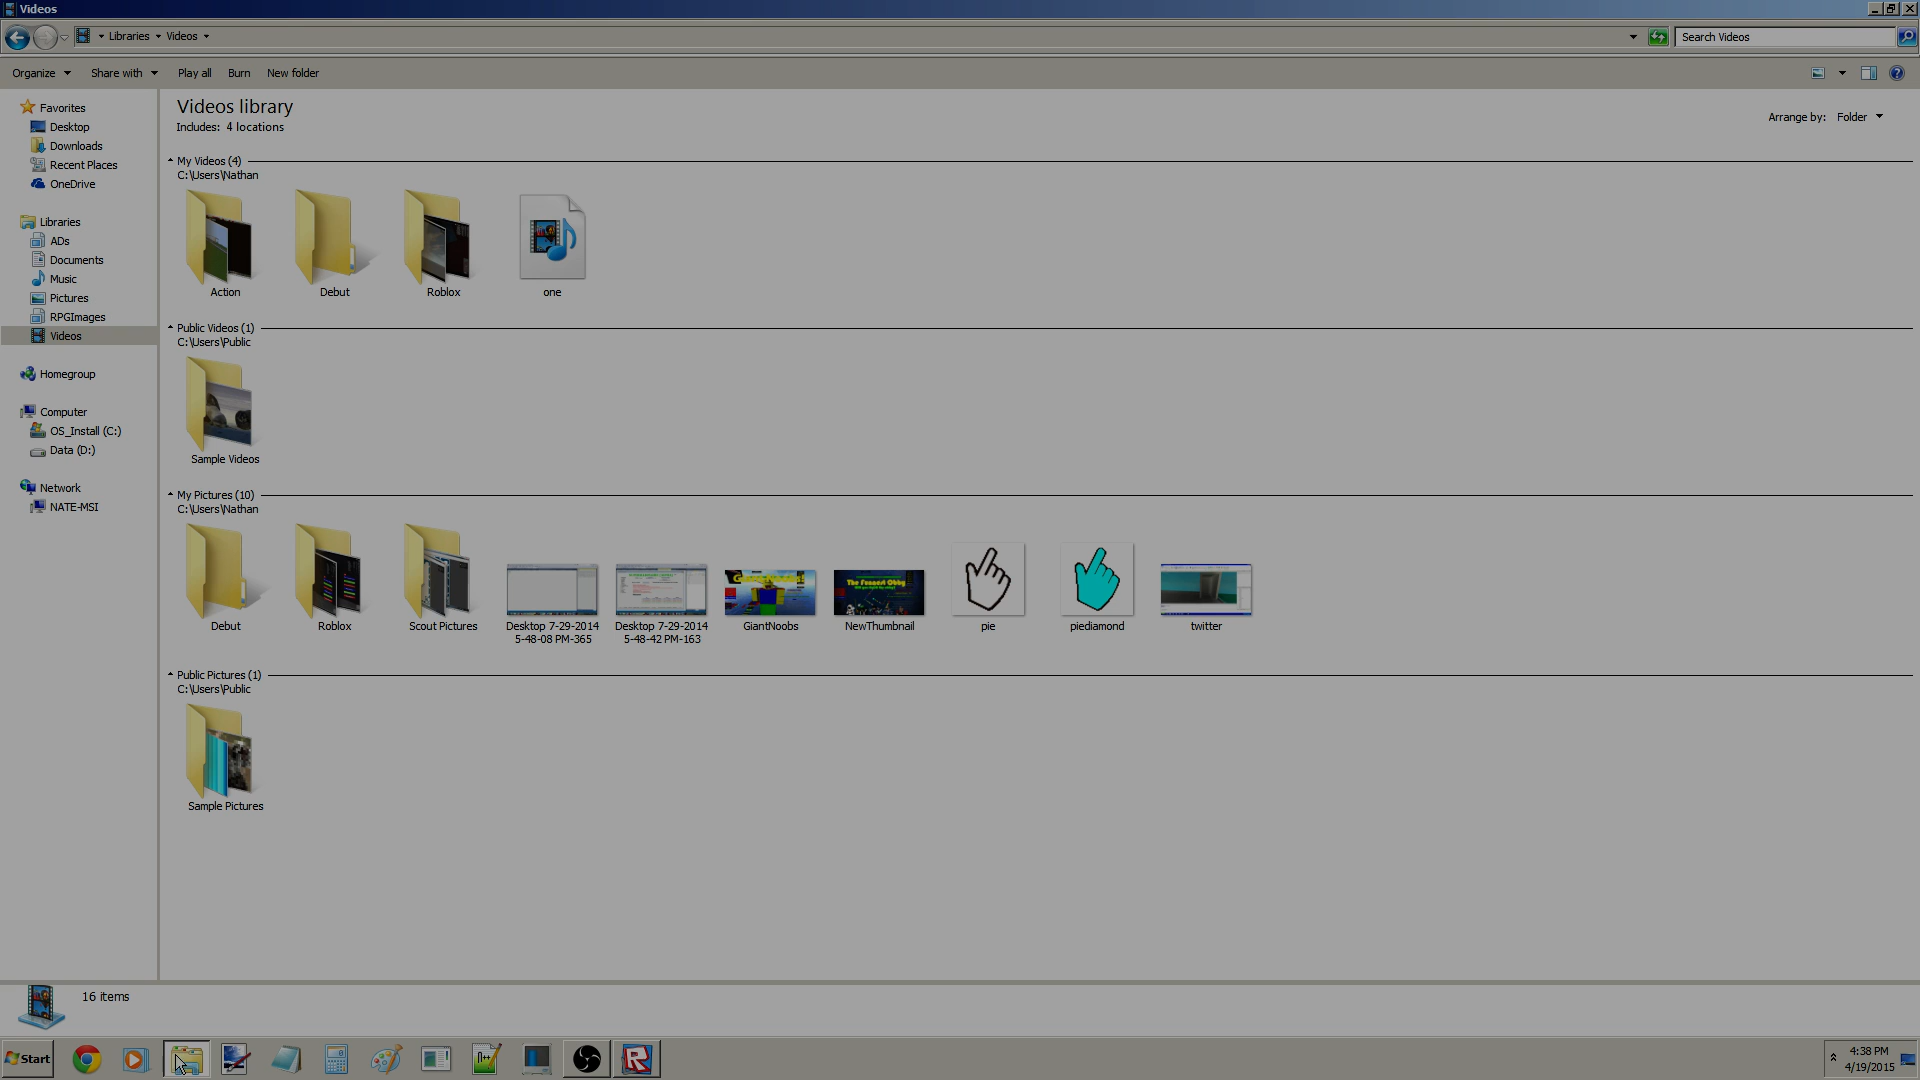 Videos
Libraries Videos
Search Videos
Organize Share with Play all Burn New folder
Favorites
Desktop
Downloads
Recent Places
OneDrive
Libraries
ADs
Documents
Music
Pictures
RPGImages
Videos
Homegroup
Computer
OS_Install (C:)
Data (D:)
Network
NATE-MSI
Videos library
Includes: 4 locations
Arrange by: Folder
My Videos (4)
C:\Users\Nathan
Action Debut Roblox one
Public Videos (1)
C:\Users\Public
Sample Videos
My Pictures (10)
C:\Users\Nathan
The Funnest Obby
Debut Roblox Scout Pictures Desktop 7-29-2014 Desktop 7-29-2014 GiantNoobs NewThumbnail pie piediamond twitter
5-48-08 PM-365 5-48-42 PM-163
Public Pictures (1)
C:\Users\Public
Sample Pictures
16 items
Start
4:38 PM
4/19/2015